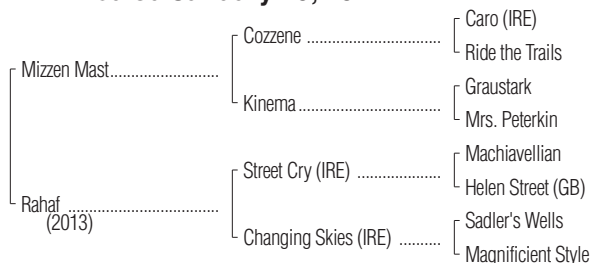 Caro (IRE)
Cozzene
Ride the Trails
Mizzen Mast
Graustark
Kinema
Mrs. Peterkin
Machiavellian
Street Cry (IRE)
Helen Street (GB)
Rahaf
(2013)
Sadler's Wells
Changing Skies (IRE)
Magnificient Style